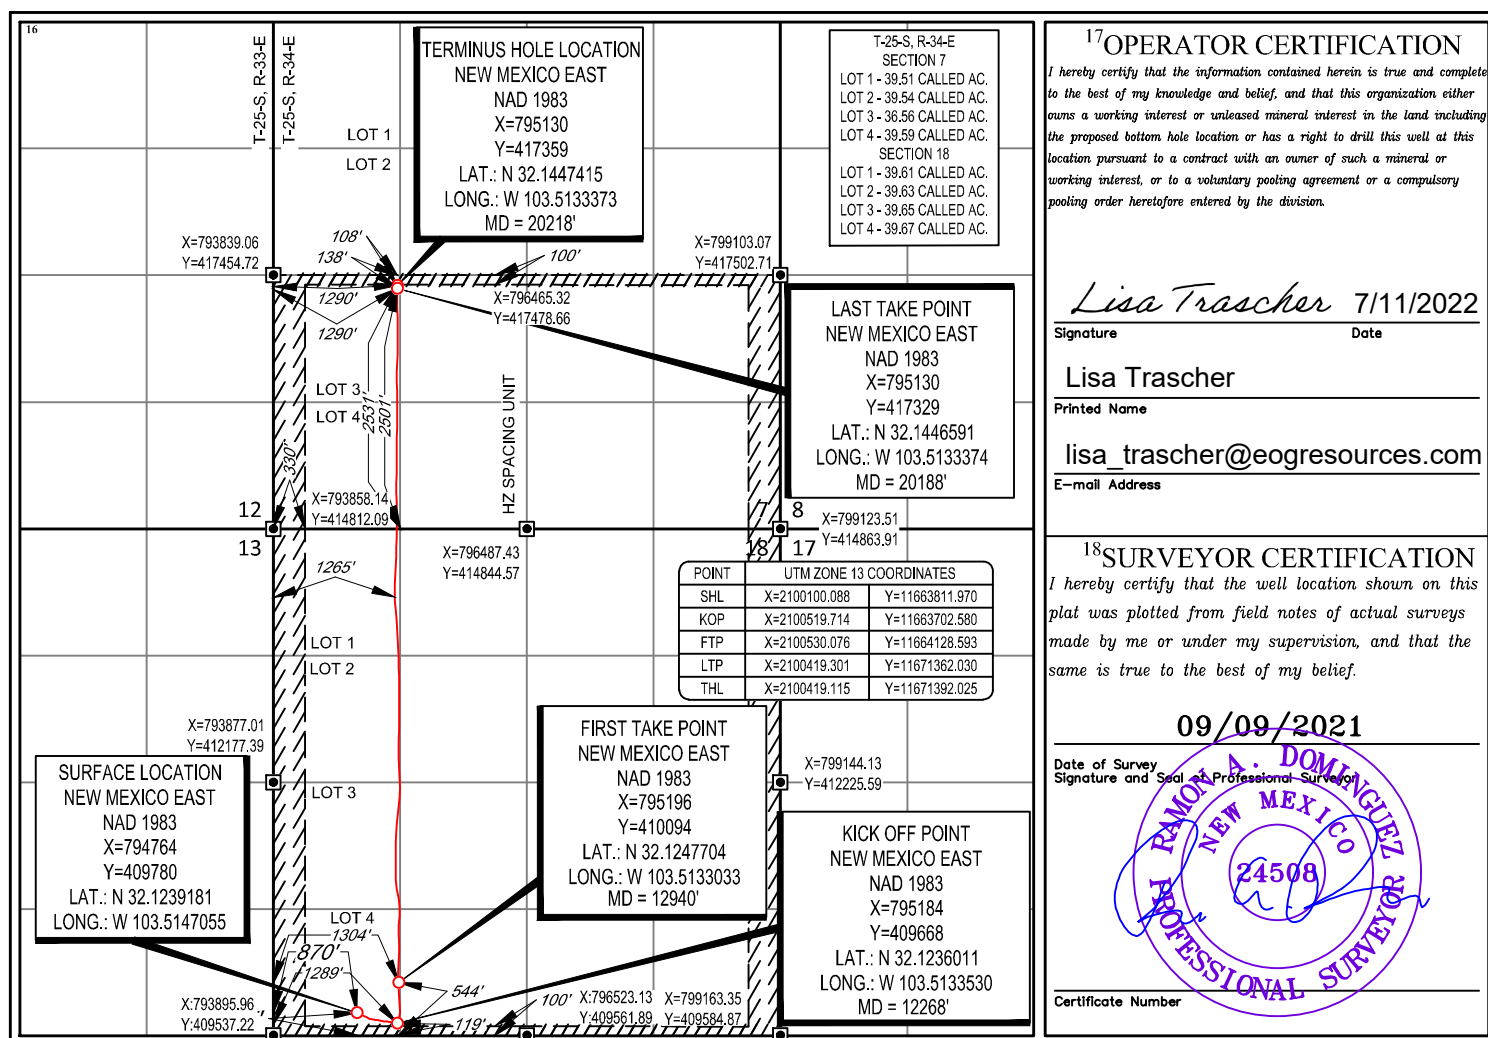 16
T-25-S, R-33-E
T-25-S, R-34-E
LOT 1
LOT 2
TERMINUS HOLE LOCATION
NEW MEXICO EAST
NAD 1983
X=795130
Y=417359
LAT.: N 32.1447415
LONG.: W 103.5133373
MD = 20218'
T-25-S, R-34-E
SECTION 7
LOT 1 - 39.51 CALLED AC.
LOT 2 - 39.54 CALLED AC.
LOT 3 - 36.56 CALLED AC.
LOT 4 - 39.59 CALLED AC.
SECTION 18
LOT 1 - 39.61 CALLED AC.
LOT 2 - 39.63 CALLED AC.
LOT 3 - 39.65 CALLED AC.
LOT 4 - 39.67 CALLED AC.
X=793839.06
Y=417454.72
108'
138'
100'
X=799103.07
Y=417502.71
1290'
1290'
X=796465.32
Y=417478.66
LAST TAKE POINT
NEW MEXICO EAST
NAD 1983
X=795130
Y=417329
LAT.: N 32.1446591
LONG.: W 103.5133374
MD = 20188'
LOT 3
LOT 4
2531'
2501'
HZ SPACING UNIT
330'
X=793858.14
Y=414812.09
12
13
7
8
18
17
X=799123.51
Y=414863.91
X=796487.43
Y=414844.57
1265'
POINT UTM ZONE 13 COORDINATES
SHL X=2100100.088 Y=11663811.970
KOP X=2100519.714 Y=11663702.580
FTP X=2100530.076 Y=11664128.593
LTP X=2100419.301 Y=11671362.030
THL X=2100419.115 Y=11671392.025
LOT 1
LOT 2
X=793877.01
Y=412177.39
LOT 3
X=799144.13
Y=412225.59
SURFACE LOCATION
NEW MEXICO EAST
NAD 1983
X=794764
Y=409780
LAT.: N 32.1239181
LONG.: W 103.5147055
FIRST TAKE POINT
NEW MEXICO EAST
NAD 1983
X=795196
Y=410094
LAT.: N 32.1247704
LONG.: W 103.5133033
MD = 12940'
KICK OFF POINT
NEW MEXICO EAST
NAD 1983
X=795184
Y=409668
LAT.: N 32.1236011
LONG.: W 103.5133530
MD = 12268'
LOT 4
1304'
870'
1289'
544'
119'
100'
X:793895.96
Y:409537.22
X:796523.13
Y:409561.89
X=799163.35
Y=409584.87
17 OPERATOR CERTIFICATION
I hereby certify that the information contained herein is true and complete
to the best of my knowledge and belief, and that this organization either
owns a working interest or unleased mineral interest in the land including
the proposed bottom hole location or has a right to drill this well at this
location pursuant to a contract with an owner of such a mineral or
working interest, or to a voluntary pooling agreement or a compulsory
pooling order heretofore entered by the division.
Lisa Trascher 7/11/2022
Signature Date
Lisa Trascher
Printed Name
lisa_trascher@eogresources.com
E-mail Address
18 SURVEYOR CERTIFICATION
I hereby certify that the well location shown on this
plat was plotted from field notes of actual surveys
made by me or under my supervision, and that the
same is true to the best of my belief.
09/09/2021
Date of Survey
Signature and Seal of Professional Surveyor
RAMON A. DOMINGUEZ
NEW MEXICO
24508
PROFESSIONAL SURVEYOR
Certificate Number